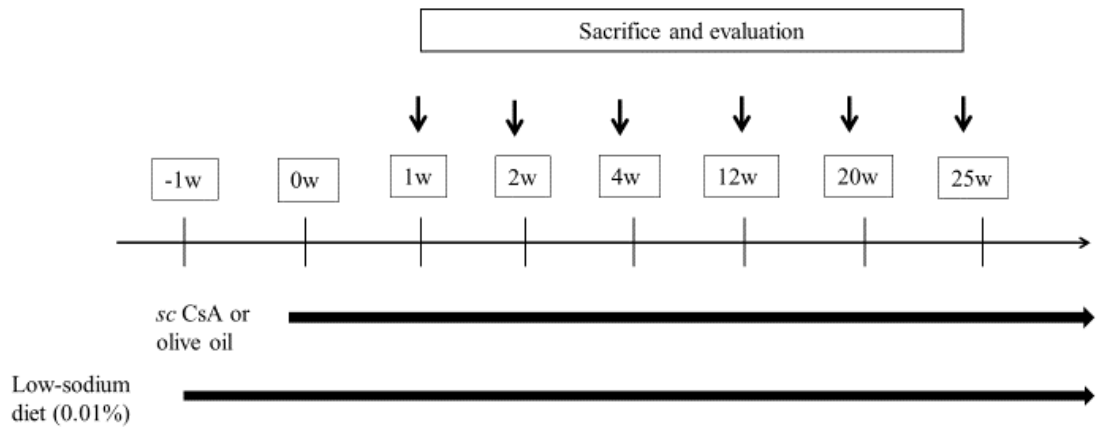 Sacrifice and evaluation
-1w
0w
1w
2w
4w
12w
20w
25w
sc CsA or
olive oil
Low-sodium
diet (0.01%)